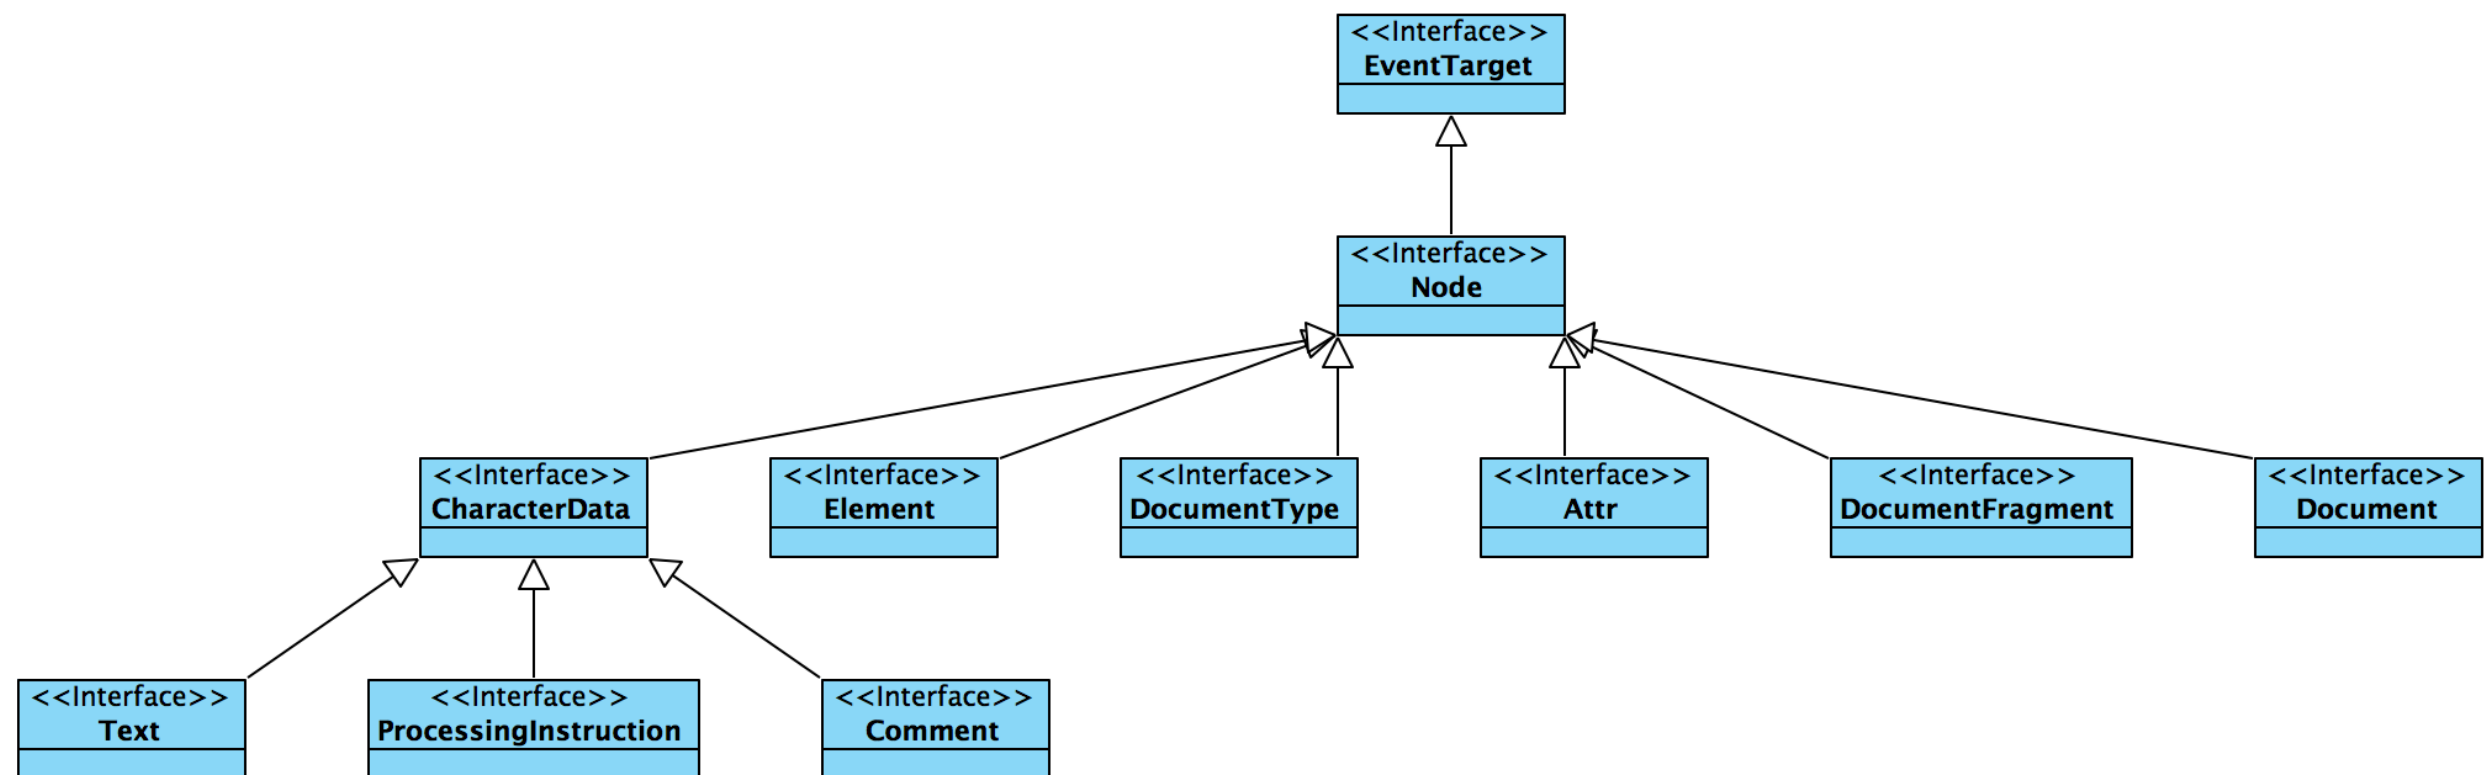 <<Interface>>
EventTarget
<<Interface>>
Node
<<Interface>>
CharacterData
<<Interface>>
Element
<<Interface>>
DocumentType
<<Interface>>
Attr
<<Interface>>
DocumentFragment
<<Interface>>
Document
<<Interface>>
Text
<<Interface>>
ProcessingInstruction
<<Interface>>
Comment